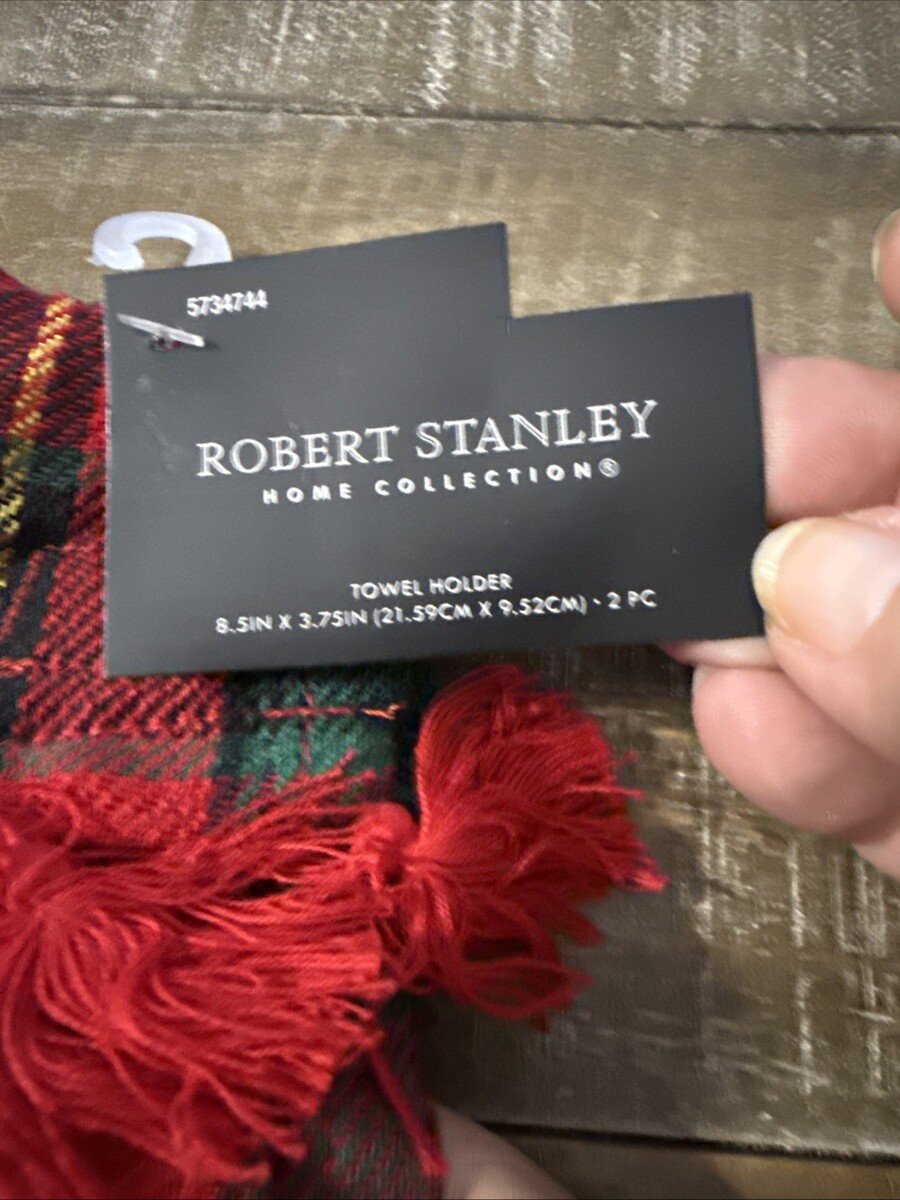 5734744
ROBERT STANLEY
HOME COLLECTION®
TOWEL HOLDER
8.5IN X 3.75IN (21.59CM X 9.52CM) • 2 PC